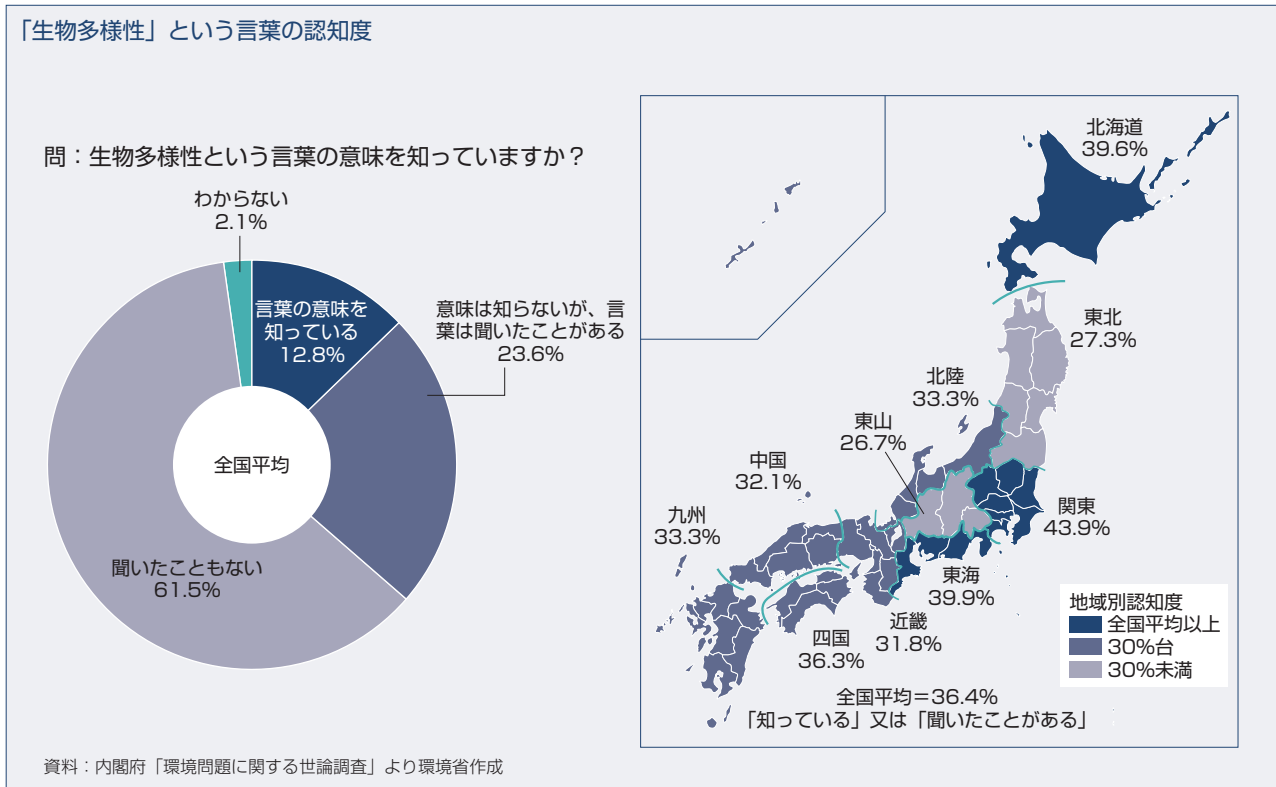 「生物多様性」という言葉の認知度
問：生物多様性という言葉の意味を知っていますか？
わからない
2.1%
言葉の意味を
知っている
12.8%
意味は知らないが、言
葉は聞いたことがある
23.6%
全国平均
聞いたこともない
61.5%
北海道
39.6%
東北
27.3%
北陸
33.3%
東山
26.7%
中国
32.1%
九州
33.3%
関東
43.9%
東海
39.9%
近畿
31.8%
四国
36.3%
地域別認知度
全国平均以上
30%台
30%未満
全国平均＝36.4%
「知っている」又は「聞いたことがある」
資料：内閣府「環境問題に関する世論調査」より環境省作成